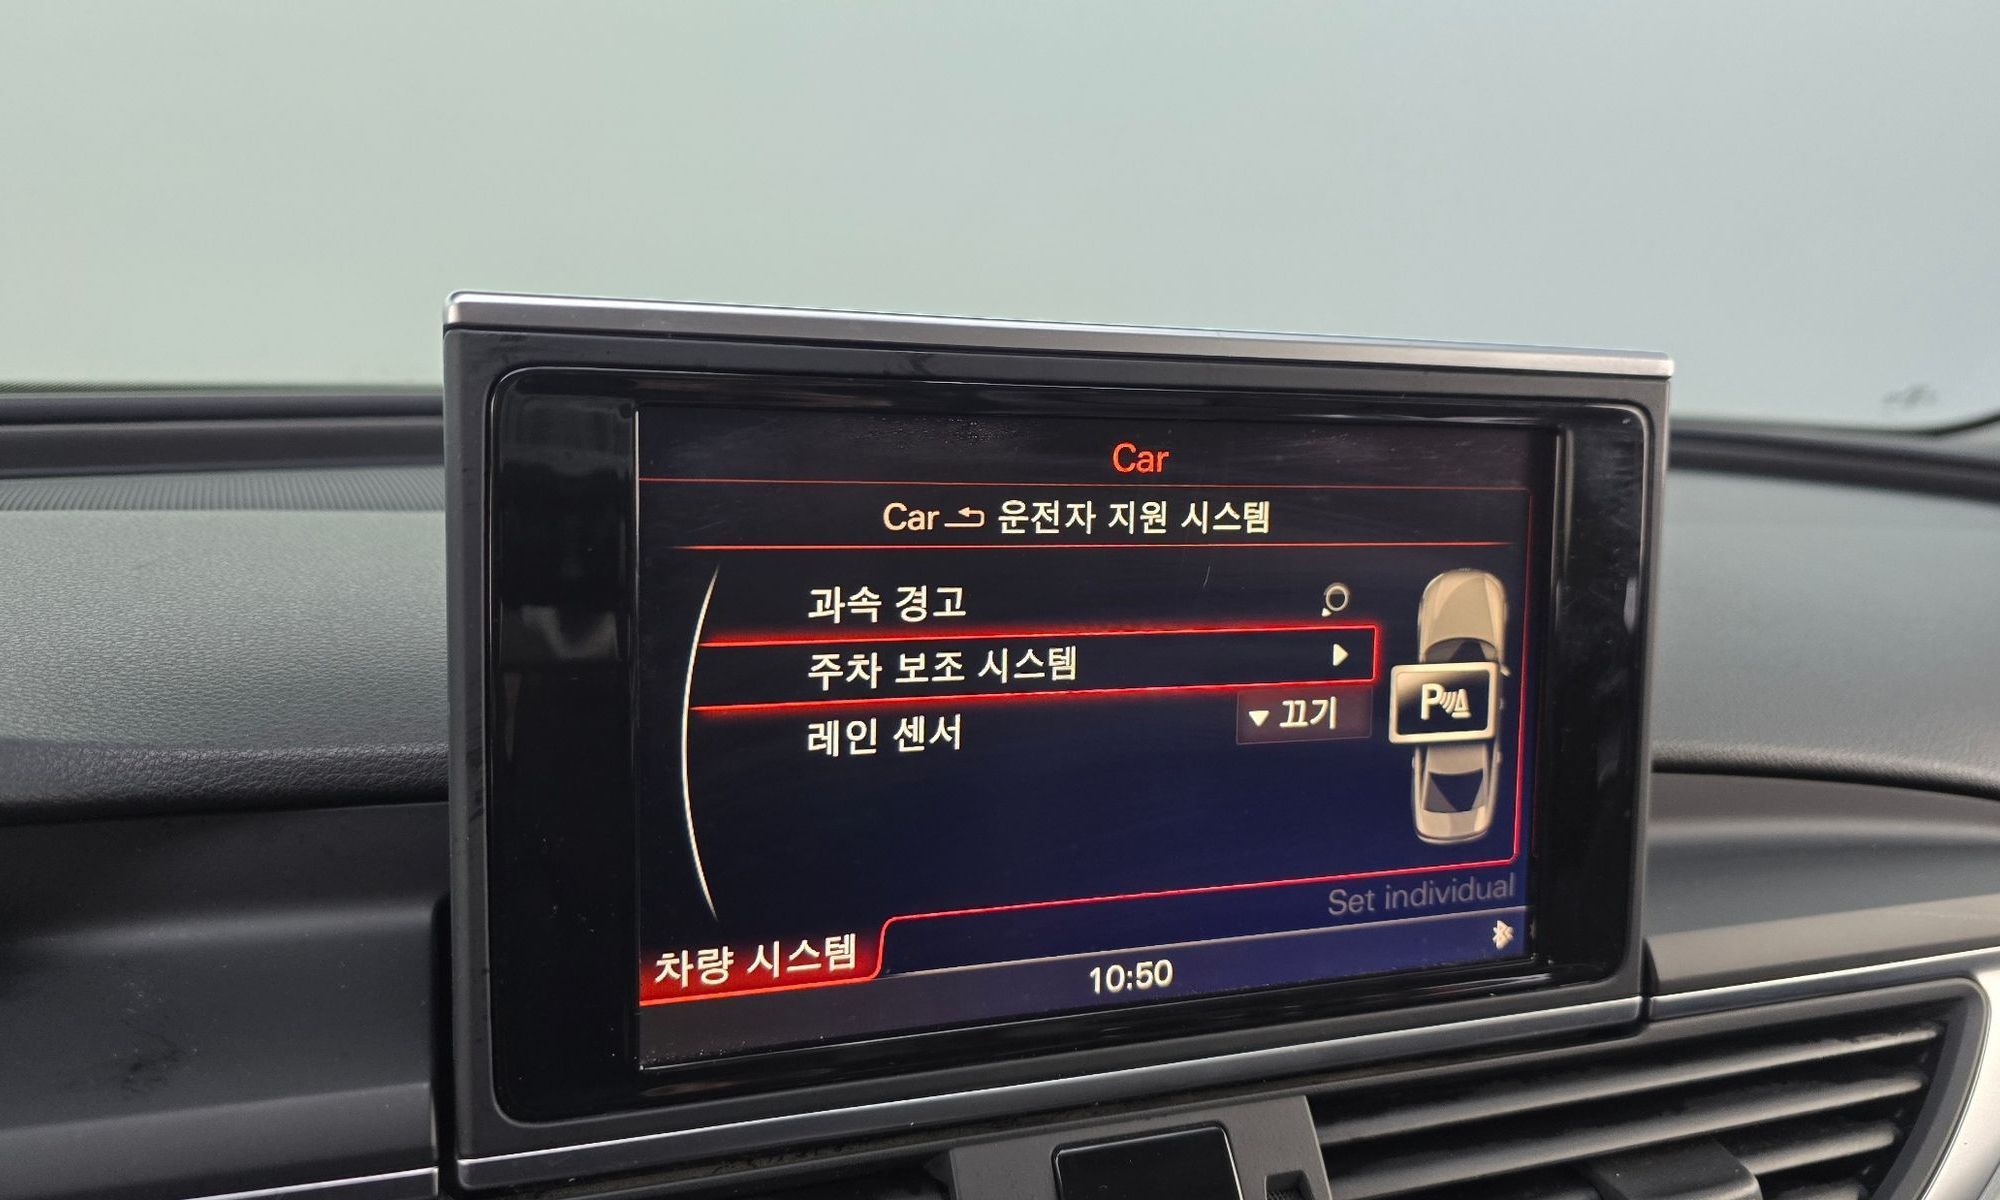 Car
Car 운전자 지원 시스템
과속 경고
주차 보조 시스템
레인 센서 끄기
P
Set individual
차량 시스템
10:50